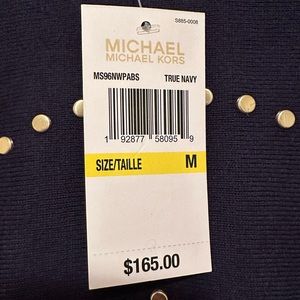 S885-0008
MICHAEL
MICHAEL KORS
MS96NWPABS TRUE NAVY
1 92877 58095 9
SIZE/TAILLE M
$165.00